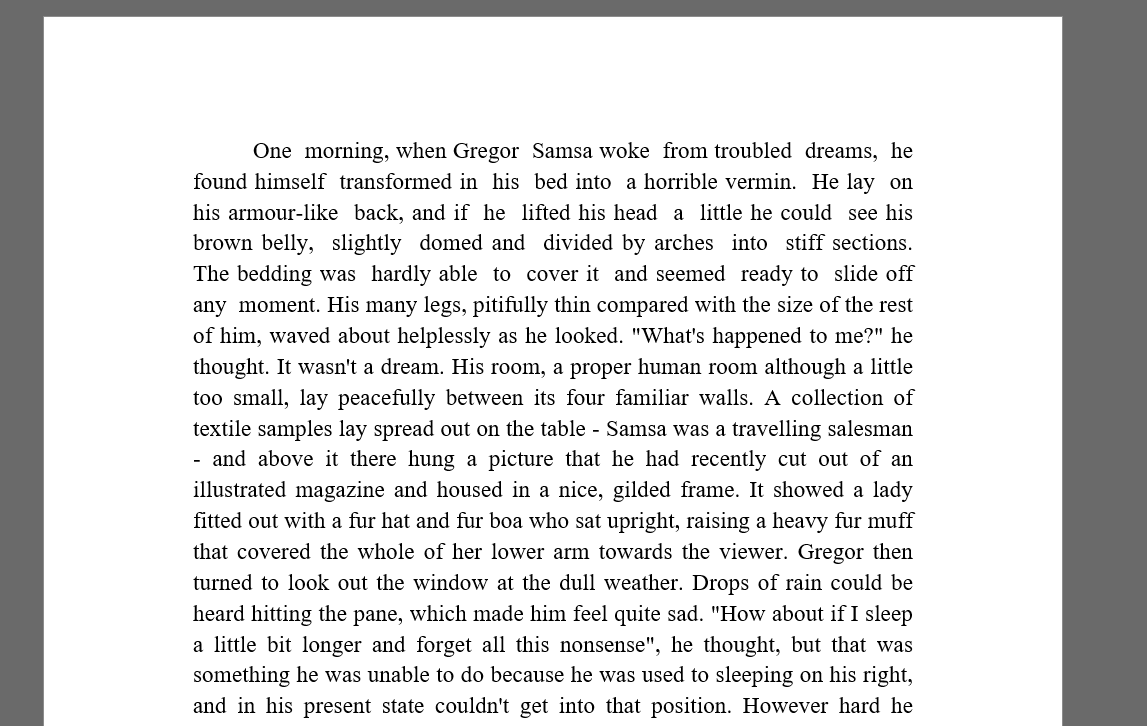 One morning, when Gregor Samsa woke from troubled dreams, he
found himself transformed in his bed into a horrible vermin. He lay on
his armour-like back, and if he lifted his head a little he could see his
brown belly, slightly domed and divided by arches into stiff sections.
The bedding was hardly able to cover it and seemed ready to slide off
any moment. His many legs, pitifully thin compared with the size of the rest
of him, waved about helplessly as he looked. "What's happened to me?" he
thought. It wasn't a dream. His room, a proper human room although a little
too small, lay peacefully between its four familiar walls. A collection of
textile samples lay spread out on the table - Samsa was a travelling salesman
- and above it there hung a picture that he had recently cut out of an
illustrated magazine and housed in a nice, gilded frame. It showed a lady
fitted out with a fur hat and fur boa who sat upright, raising a heavy fur muff
that covered the whole of her lower arm towards the viewer. Gregor then
turned to look out the window at the dull weather. Drops of rain could be
heard hitting the pane, which made him feel quite sad. "How about if I sleep
a little bit longer and forget all this nonsense", he thought, but that was
something he was unable to do because he was used to sleeping on his right,
and in his present state couldn't get into that position. However hard he